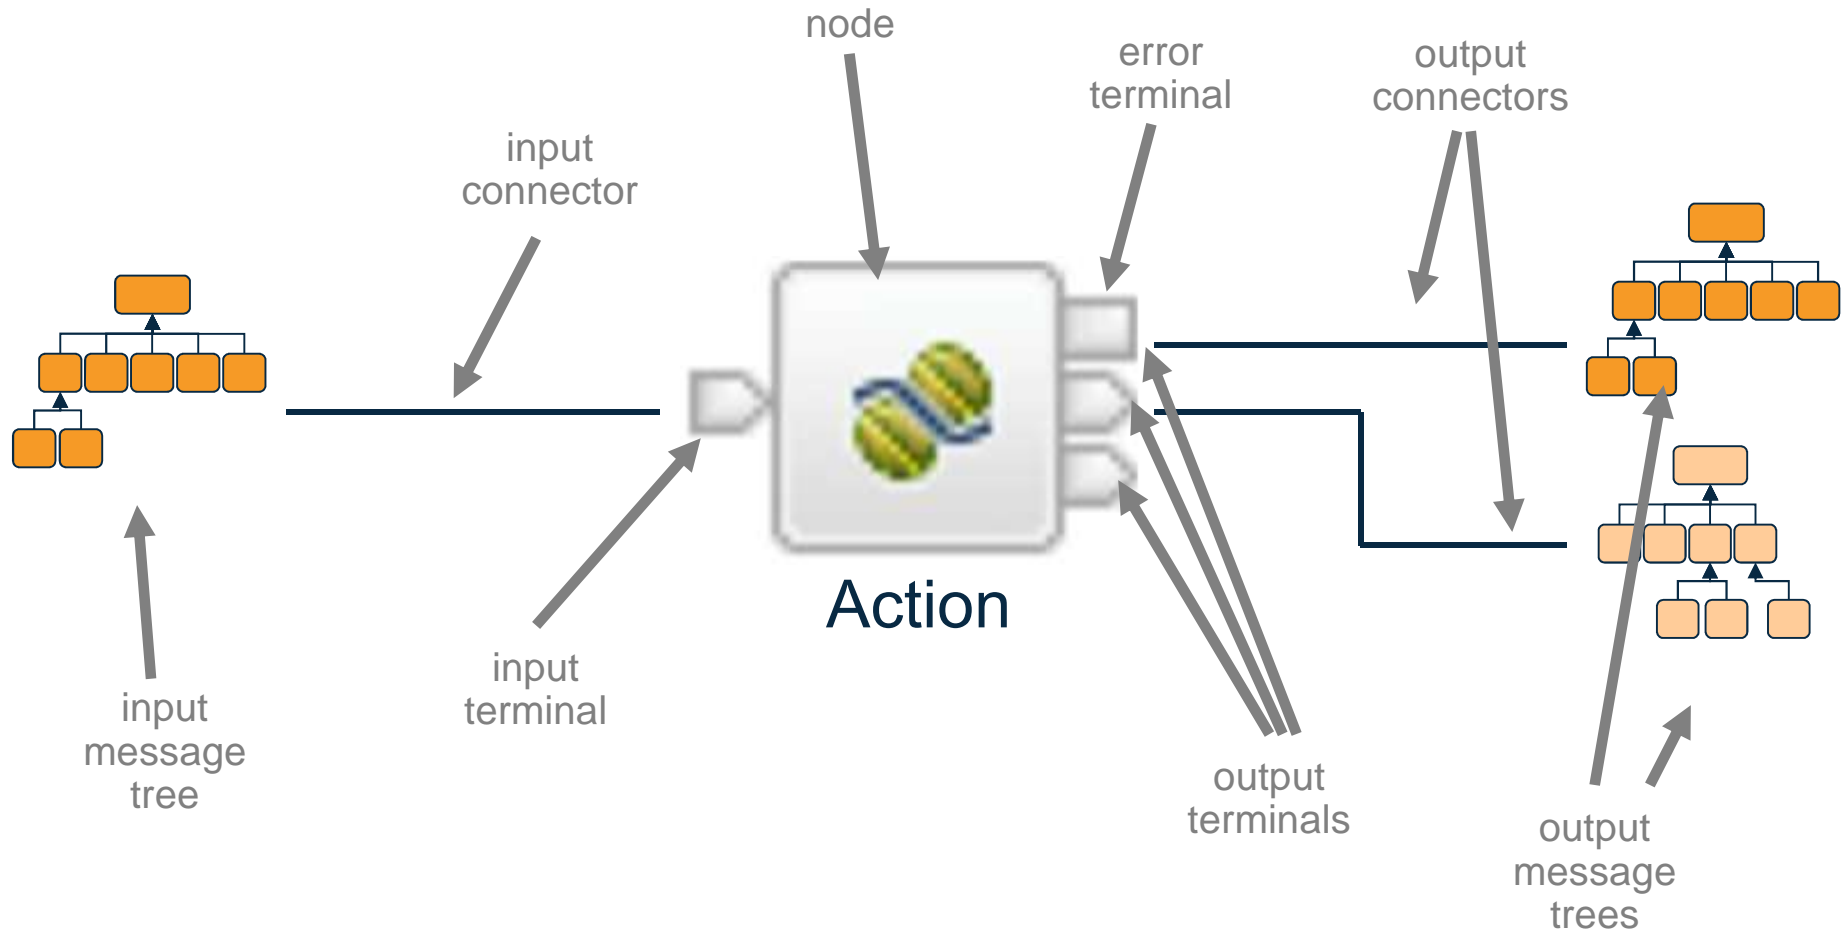 node
error
terminal
output
connectors
input
connector
Action
input
terminal
input
message
tree
output
terminals
output
message
trees